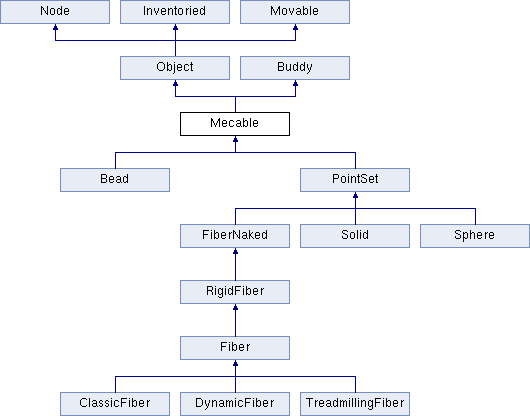 Node
Inventoried
Movable
Object
Buddy
Mecable
Bead
PointSet
FiberNaked
Solid
Sphere
RigidFiber
Fiber
ClassicFiber
DynamicFiber
TreadmillingFiber